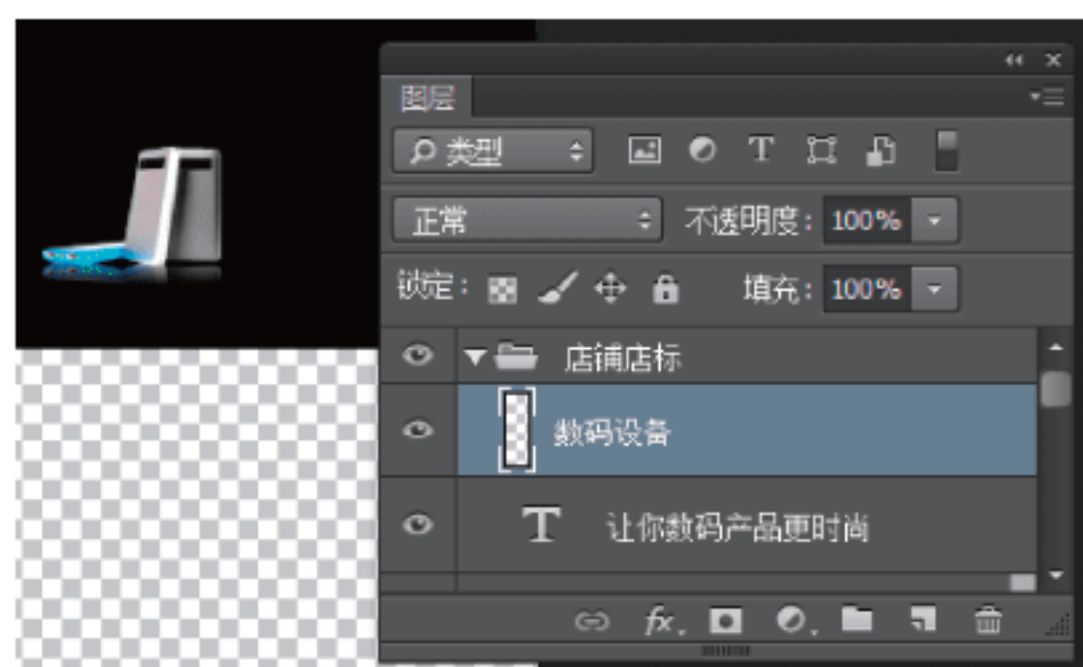 图层
类型
正常 不透明度: 100%
锁定: 填充: 100%
店铺店标
数码设备
T 让你数码产品更时尚
fx.